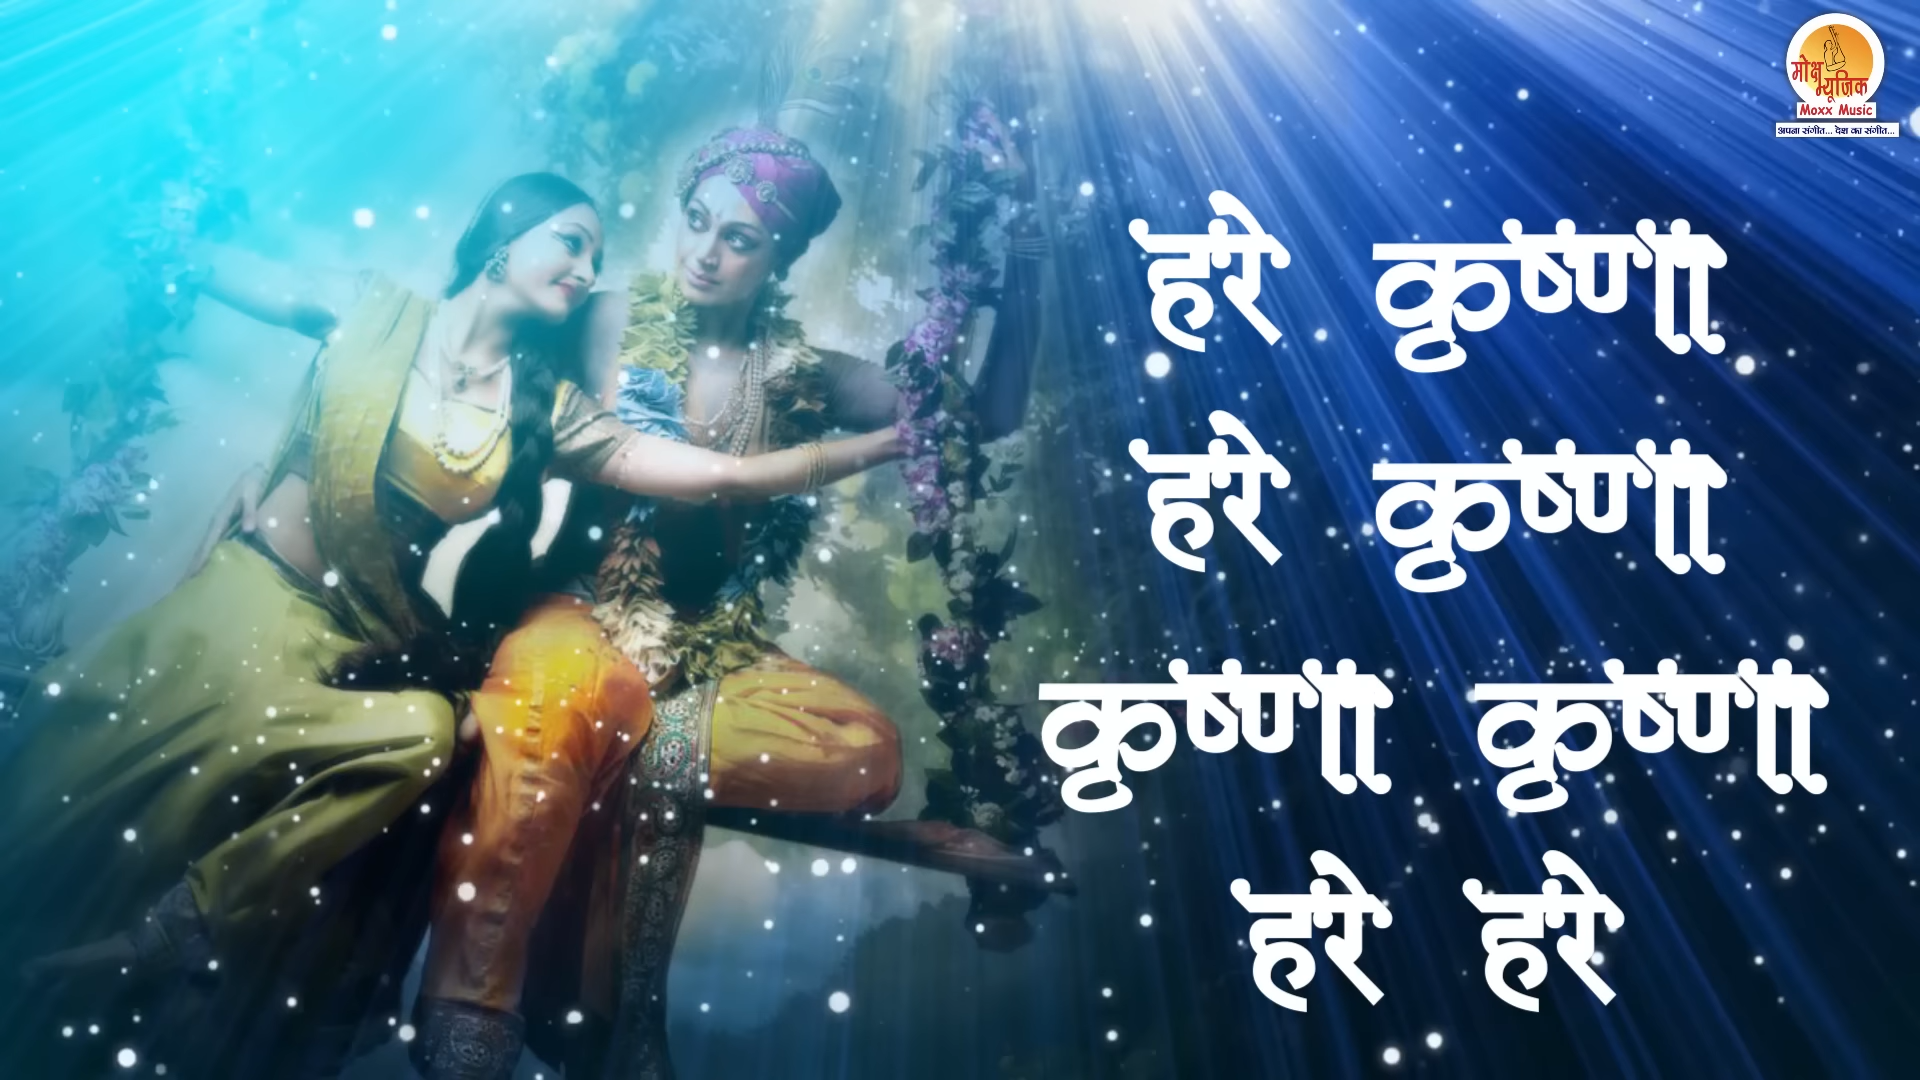 मोक्ष
म्यूज़िक
Moxx Music
अपना संगीत... देश का संगीत...
हरे कृष्णा
हरे कृष्णा
कृष्णा कृष्णा
हरे हरे